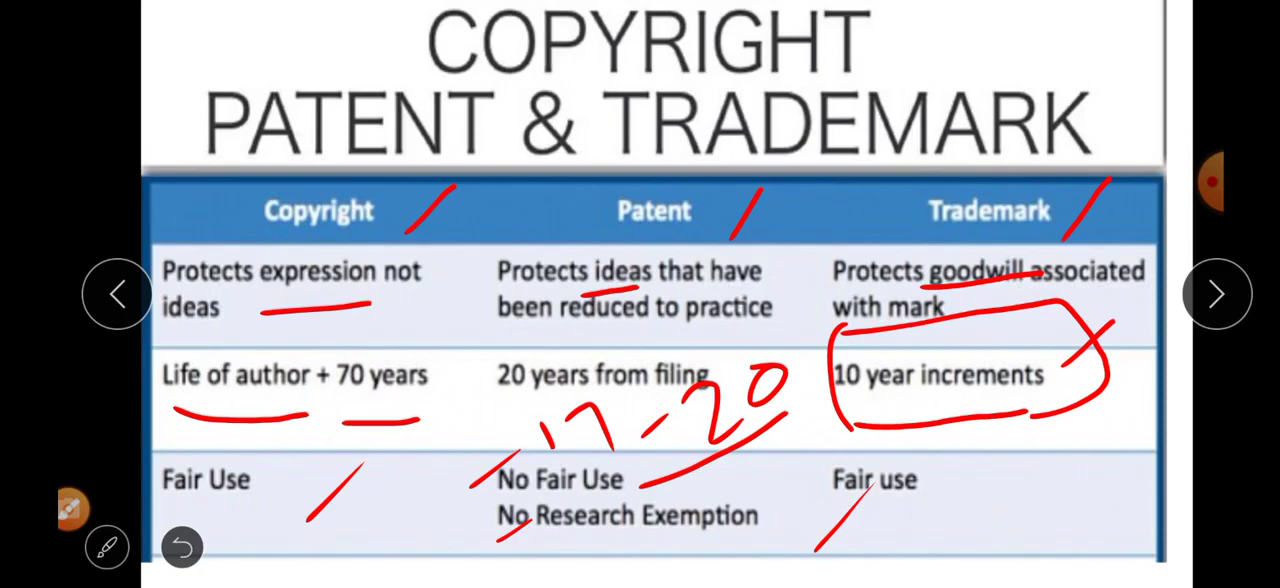 COPYRIGHT
PATENT & TRADEMARK
Copyright Patent Trademark
Protects expression not
ideas
Protects ideas that have
been reduced to practice
Protects goodwill associated
with mark
Life of author + 70 years
20 years from filing
10 year increments
17-20
Fair Use
No Fair Use
No Research Exemption
Fair use